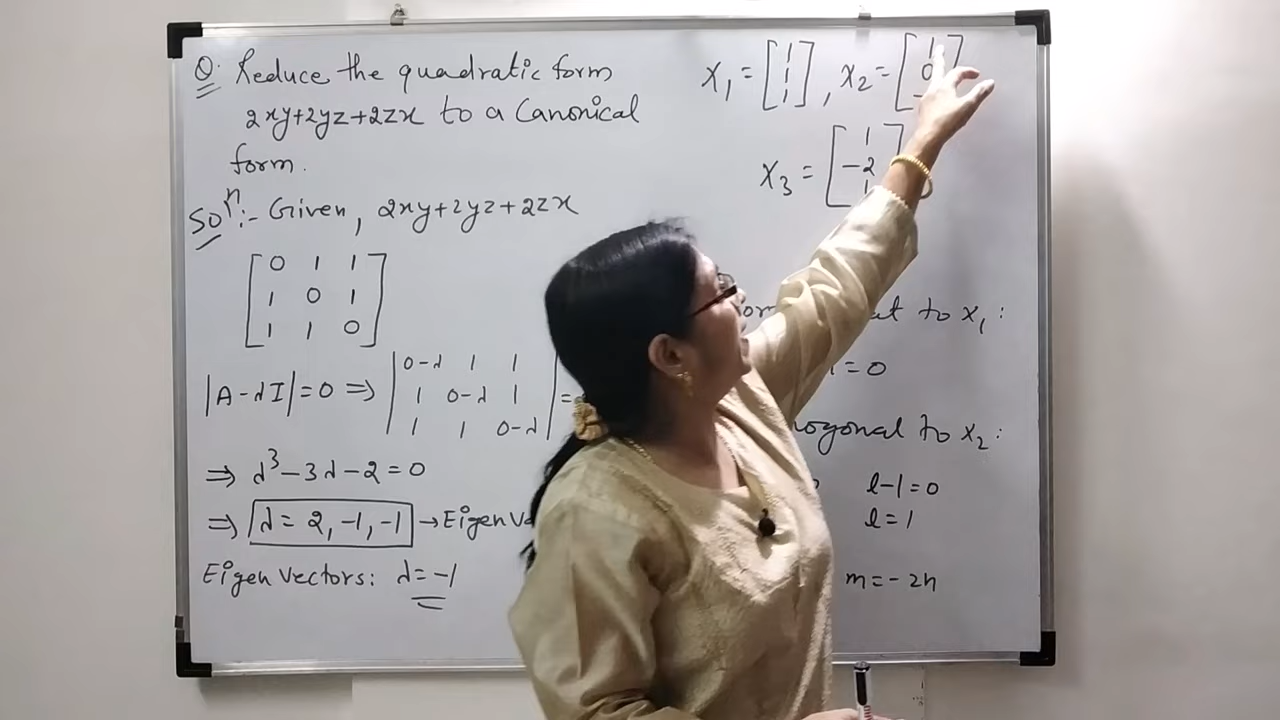 Q. Reduce the quadratic form
2xy+2yz+2zx to a Canonical
form.
Solⁿ:- Given, 2xy+2yz+2zx
[0 1 1
1 0 1
1 1 0]
|A-λI|=0 ⇒ |0-λ 1 1
1 0-λ 1
1 1 0-λ| =
⇒ λ³-3λ-2=0
⇒ λ= 2, -1, -1 → Eigen
Eigen Vectors: λ=-1
X₁ = [1 1 1], X₂ = [1 0
X₃ = [1 -2 1
to X₁:
=0
to X₂:
l-1=0
l=1
m=-2n